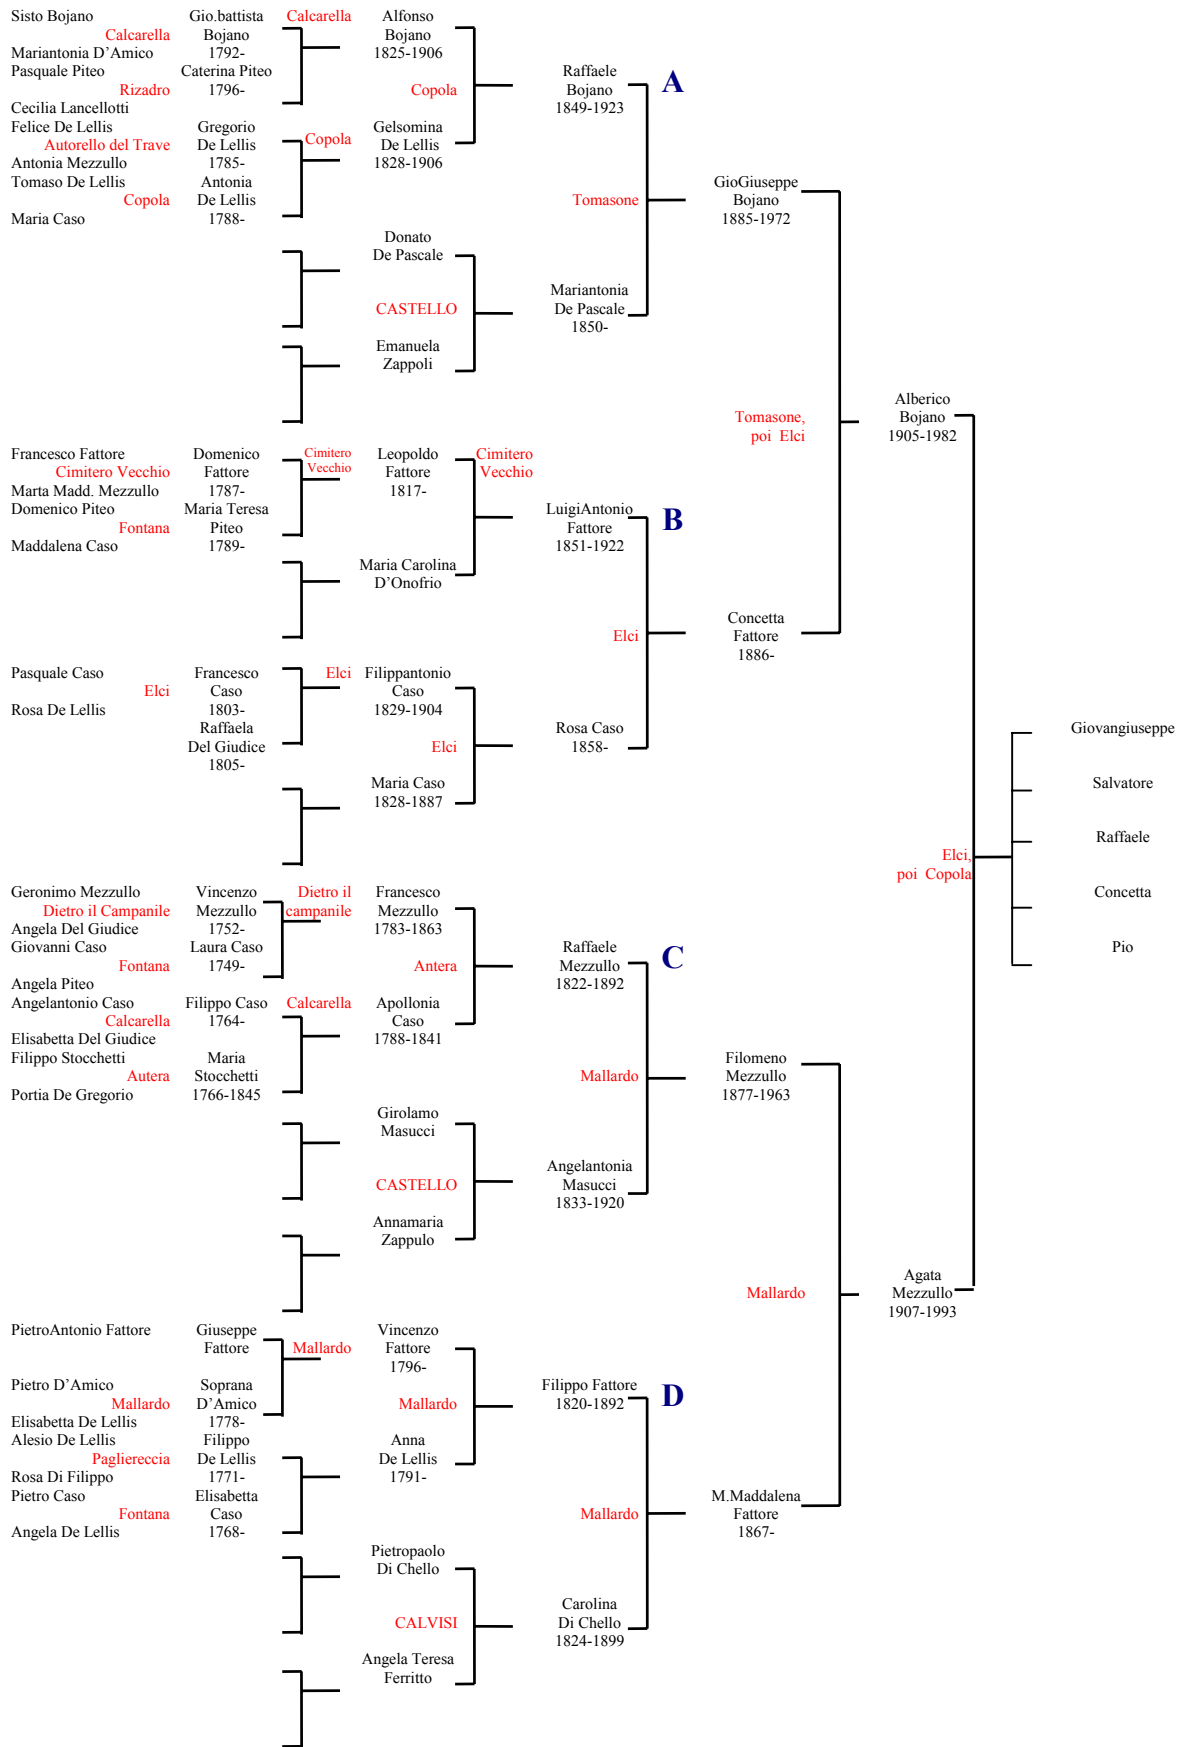 Sisto Bojano
Calcarella
Mariantonia D'Amico
Pasquale Piteo
Rizadro
Cecilia Lancellotti
Felice De Lellis
Autorello del Trave
Antonia Mezzullo
Tomaso De Lellis
Copola
Maria Caso
Gio.battista
Bojano
1792-
Caterina Piteo
1796-
Gregorio
De Lellis
1785-
Antonia
De Lellis
1788-
Calcarella
Copola
Alfonso
Bojano
1825-1906
Copola
Gelsomina
De Lellis
1828-1906
Donato
De Pascale
CASTELLO
Emanuela
Zappoli
Raffaele
Bojano
1849-1923
A
Tomasone
Mariantonia
De Pascale
1850-
GioGiuseppe
Bojano
1885-1972
Francesco Fattore
Cimitero Vecchio
Marta Madd. Mezzullo
Domenico Piteo
Fontana
Maddalena Caso
Domenico
Fattore
1787-
Maria Teresa
Piteo
1789-
Cimitero
Vecchio
Leopoldo
Fattore
1817-
Cimitero
Vecchio
Maria Carolina
D'Onofrio
LuigiAntonio
Fattore
1851-1922
B
Elci
Pasquale Caso
Elci
Rosa De Lellis
Francesco
Caso
1803-
Raffaela
Del Giudice
1805-
Elci
Filippantonio
Caso
1829-1904
Elci
Maria Caso
1828-1887
Rosa Caso
1858-
Concetta
Fattore
1886-
Tomasone,
poi Elci
Alberico
Bojano
1905-1982
Geronimo Mezzullo
Dietro il Campanile
Angela Del Giudice
Giovanni Caso
Fontana
Angela Piteo
Angelantonio Caso
Calcarella
Elisabetta Del Giudice
Filippo Stocchetti
Autera
Portia De Gregorio
Vincenzo
Mezzullo
1752-
Laura Caso
1749-
Filippo Caso
1764-
Maria
Stocchetti
1766-1845
Dietro il
campanile
Calcarella
Francesco
Mezzullo
1783-1863
Antera
Apollonia
Caso
1788-1841
Girolamo
Masucci
CASTELLO
Annamaria
Zappulo
Raffaele
Mezzullo
1822-1892
C
Mallardo
Angelantonia
Masucci
1833-1920
Filomeno
Mezzullo
1877-1963
PietroAntonio Fattore
Pietro D'Amico
Mallardo
Elisabetta De Lellis
Alesio De Lellis
Pagliereccia
Rosa Di Filippo
Pietro Caso
Fontana
Angela De Lellis
Giuseppe
Fattore
Soprana
D'Amico
1778-
Filippo
De Lellis
1771-
Elisabetta
Caso
1768-
Mallardo
Vincenzo
Fattore
1796-
Mallardo
Anna
De Lellis
1791-
Pietropaolo
Di Chello
CALVISI
Angela Teresa
Ferritto
Filippo Fattore
1820-1892
D
Mallardo
Carolina
Di Chello
1824-1899
M.Maddalena
Fattore
1867-
Mallardo
Agata
Mezzullo
1907-1993
Elci,
poi Copola
Giovangiuseppe
Salvatore
Raffaele
Concetta
Pio